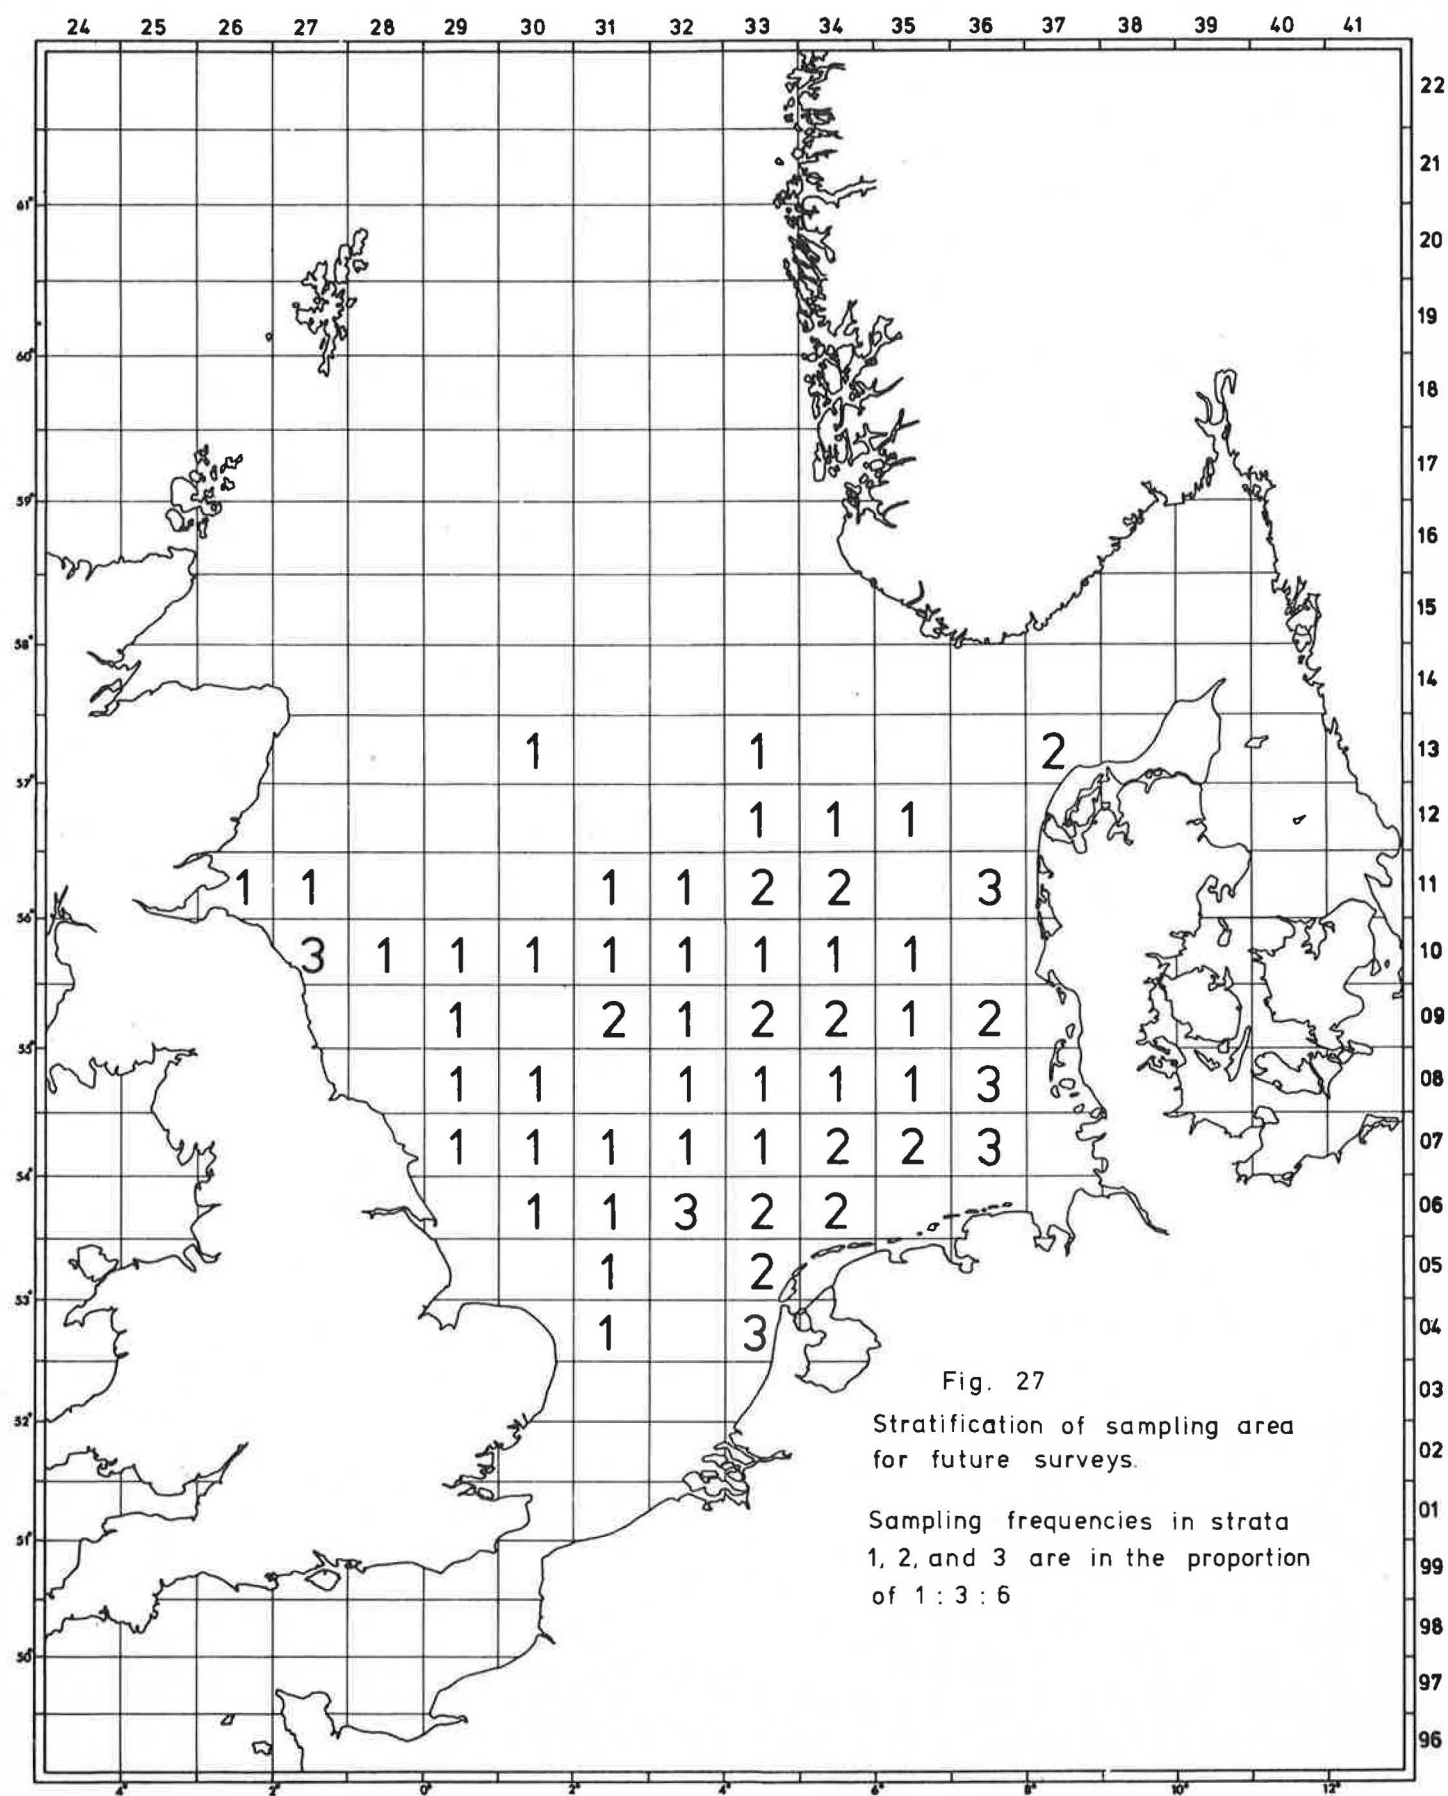 24 25 26 27 28 29 30 31 32 33 34 35 36 37 38 39 40 41
22
21
61°
20
19
60°
18
17
59°
16
15
58°
14
1 1 2 13
57°
1 1 1 12
1 1 1 1 2 2 3 11
56°
3 1 1 1 1 1 1 1 1 10
1 2 1 2 2 1 2 09
55°
1 1 1 1 1 1 3 08
1 1 1 1 1 2 2 3 07
54°
1 1 3 2 2 06
1 2 05
53°
1 3 04
Fig. 27
03
52°
Stratification of sampling area
02
for future surveys.
01
Sampling frequencies in strata
51°
1, 2, and 3 are in the proportion
99
of 1 : 3 : 6
98
50°
97
96
4° 2° 0° 2° 4° 6° 8° 10° 12°